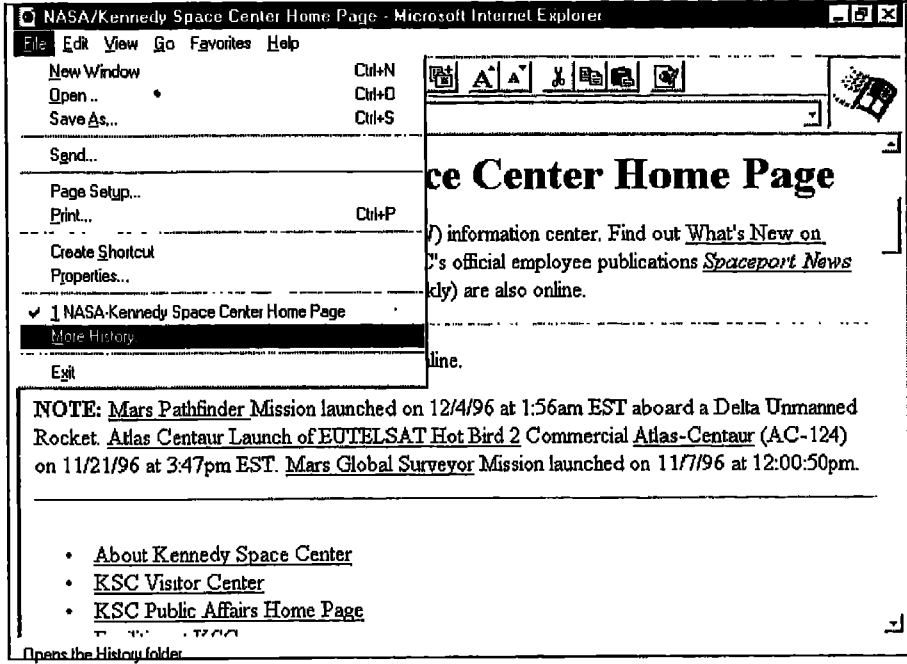 NASA/Kennedy Space Center Home Page - Microsoft Internet Explorer
File Edit View Go Favorites Help
New Window Ctrl+N
Open .. Ctrl+O
Save As... Ctrl+S
Send...
Page Setup...
Print... Ctrl+P
Create Shortcut
Properties...
✔ 1 NASA-Kennedy Space Center Home Page
More History
Exit
ce Center Home Page
) information center. Find out What's New on
's official employee publications Spaceport News
kly) are also online.
line.
NOTE: Mars Pathfinder Mission launched on 12/4/96 at 1:56am EST aboard a Delta Unmanned
Rocket. Atlas Centaur Launch of EUTELSAT Hot Bird 2 Commercial Atlas-Centaur (AC-124)
on 11/21/96 at 3:47pm EST. Mars Global Surveyor Mission launched on 11/7/96 at 12:00:50pm.
• About Kennedy Space Center
• KSC Visitor Center
• KSC Public Affairs Home Page
Opens the History folder